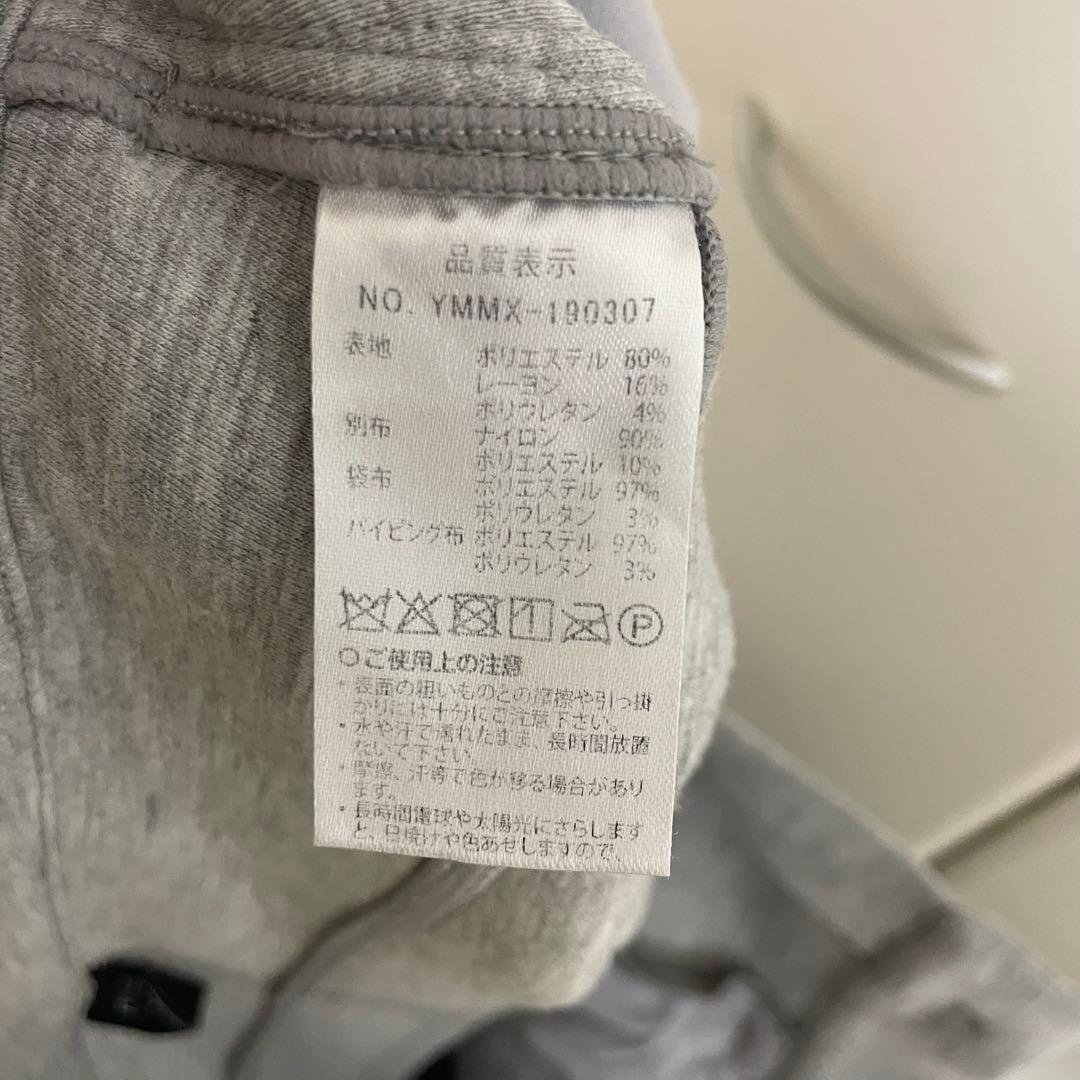 品質表示
NO. YMMX-190307
表地 ポリエステル 80%
レーヨン 16%
ポリウレタン 4%
別布 ナイロン 90%
ポリエステル 10%
袋布 ポリエステル 97%
ポリウレタン 3%
パイピング布 ポリエステル 97%
ポリウレタン 3%
P
○ご使用上の注意
・表面の粗いものとの摩擦や引っ掛
かりには十分にご注意下さい。
・水や汗で濡れたまま、長時間放置
しないで下さい。
・摩擦、汗等で色が移る場合があり
ます。
・長時間電球や太陽光にさらします
と、日焼けや色あせしますので、